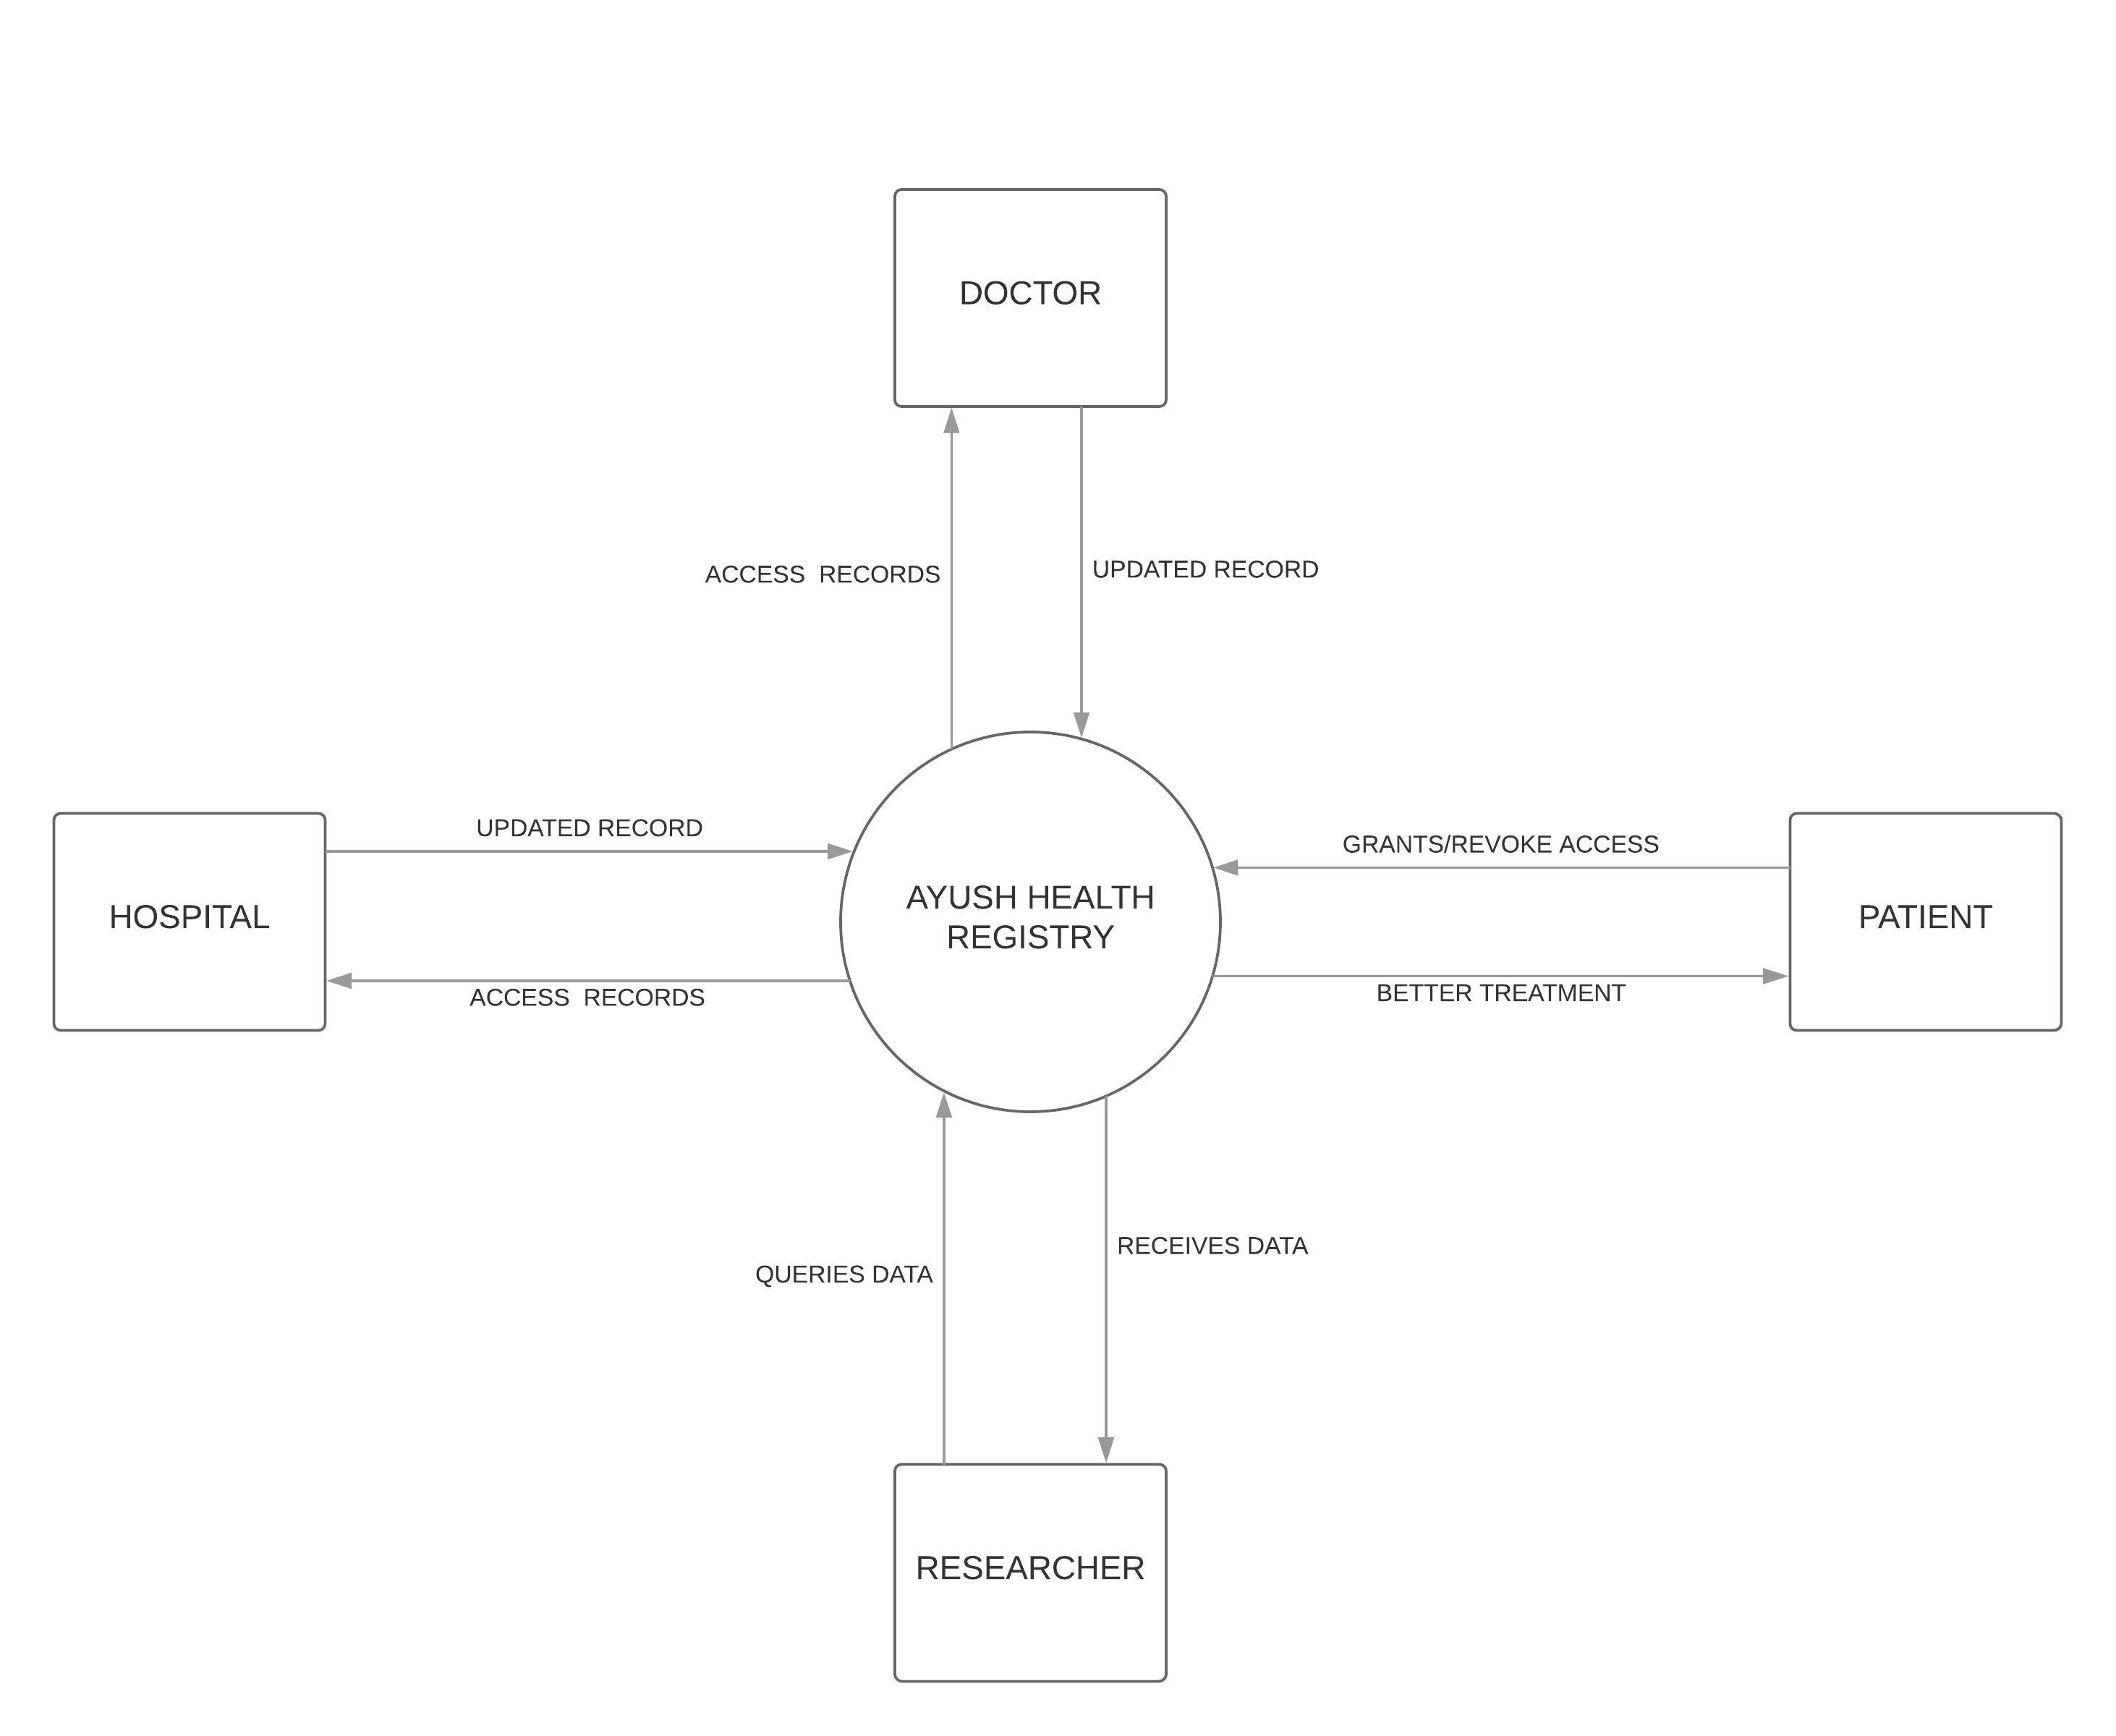 DOCTOR
ACCESS  RECORDS
UPDATED RECORD
UPDATED RECORD
GRANTS/REVOKE ACCESS
HOSPITAL
AYUSH HEALTH
REGISTRY
PATIENT
ACCESS  RECORDS
BETTER TREATMENT
QUERIES DATA
RECEIVES DATA
RESEARCHER